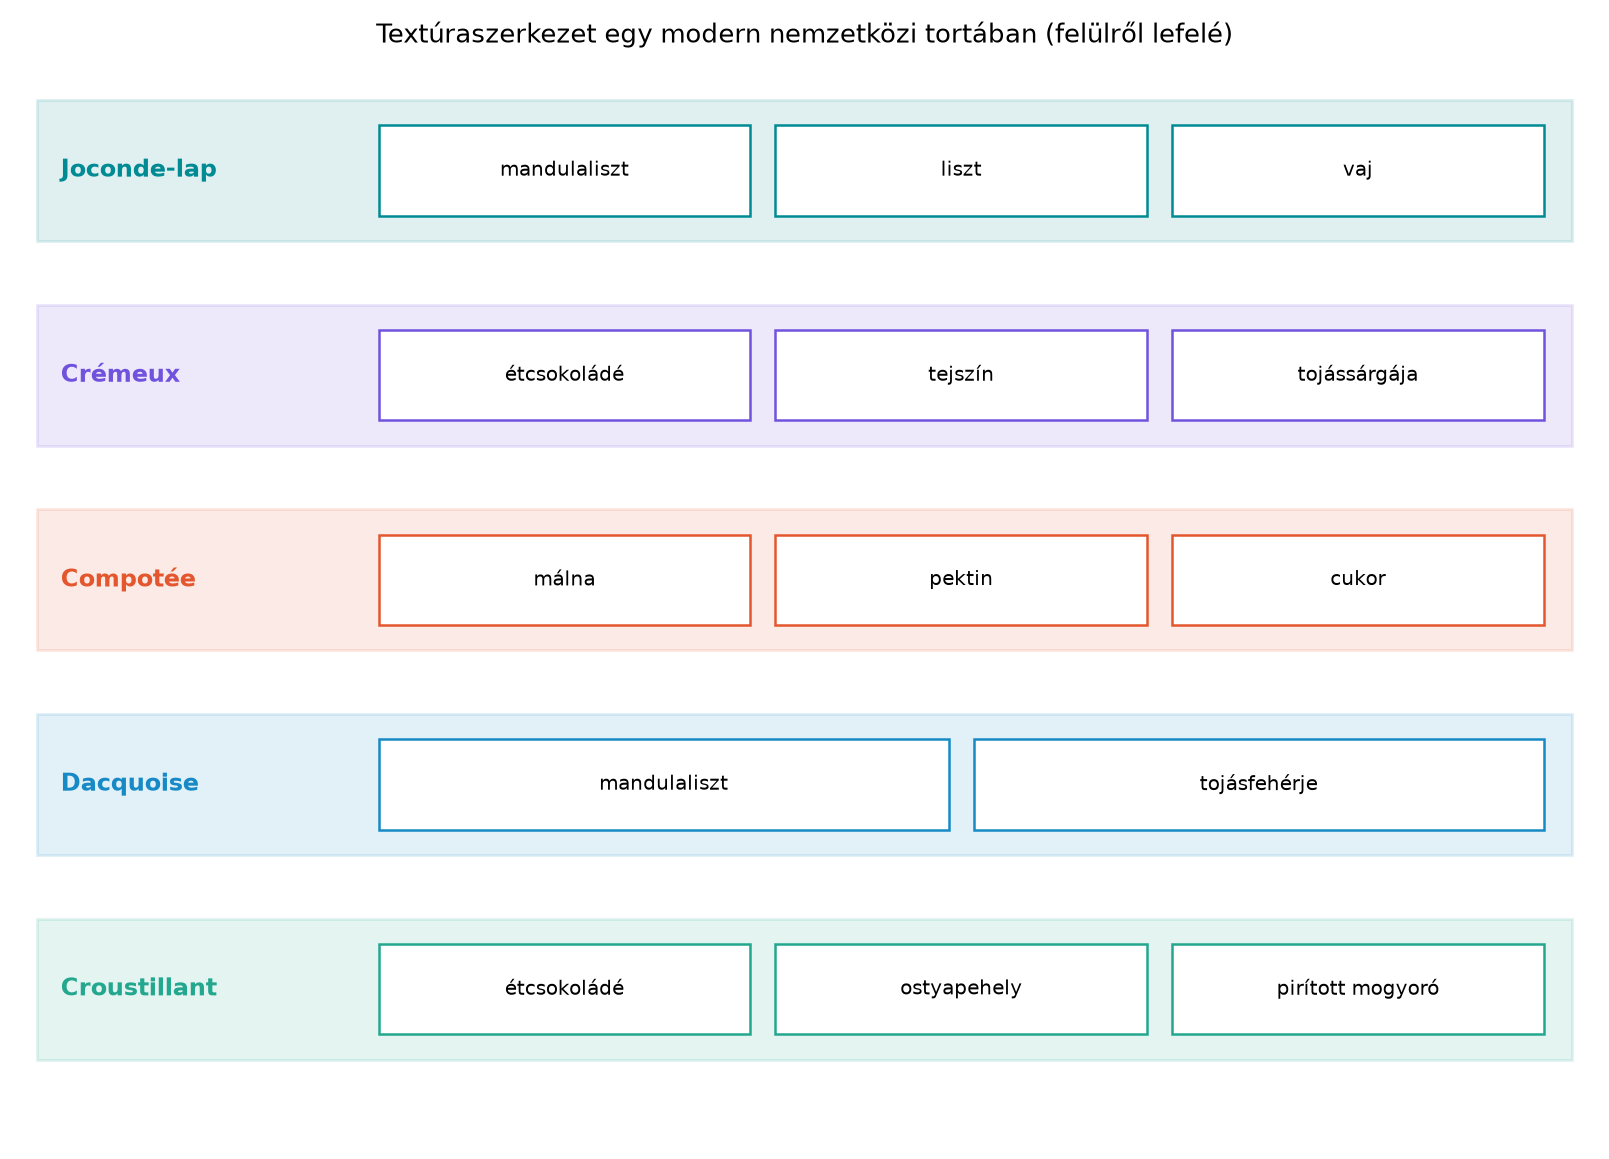 Textúraszerkezet egy modern nemzetközi tortában (felülről lefelé)
Joconde-lap
mandulaliszt
liszt
vaj
Crémeux
étcsokoládé
tejszín
tojássárgája
Compotée
málna
pektin
cukor
Dacquoise
mandulaliszt
tojásfehérje
Croustillant
étcsokoládé
ostyapehely
pirított mogyoró